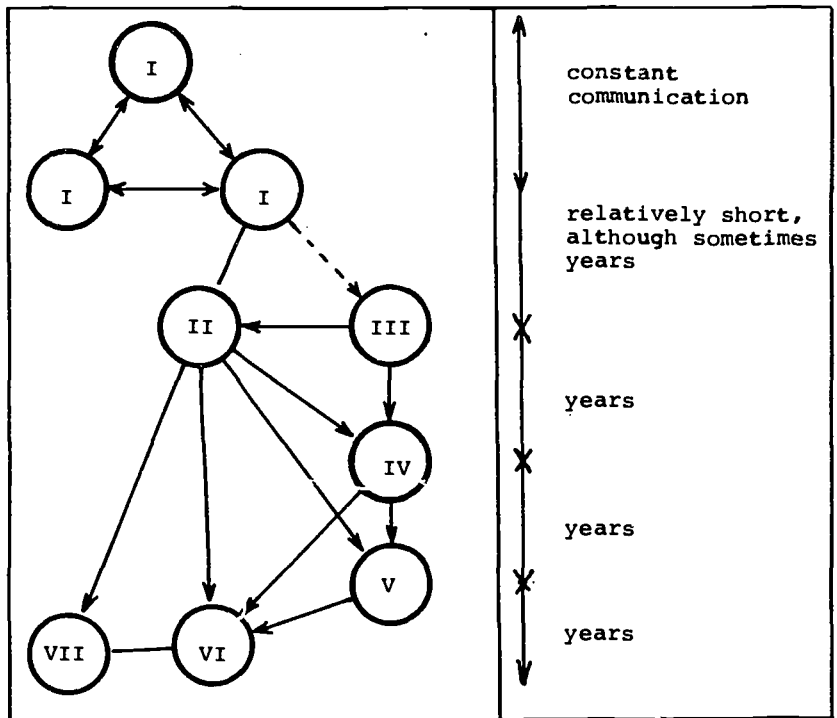 I
I
I
II
III
IV
V
VII
VI
constant
communication
relatively short,
although sometimes
years
years
years
years